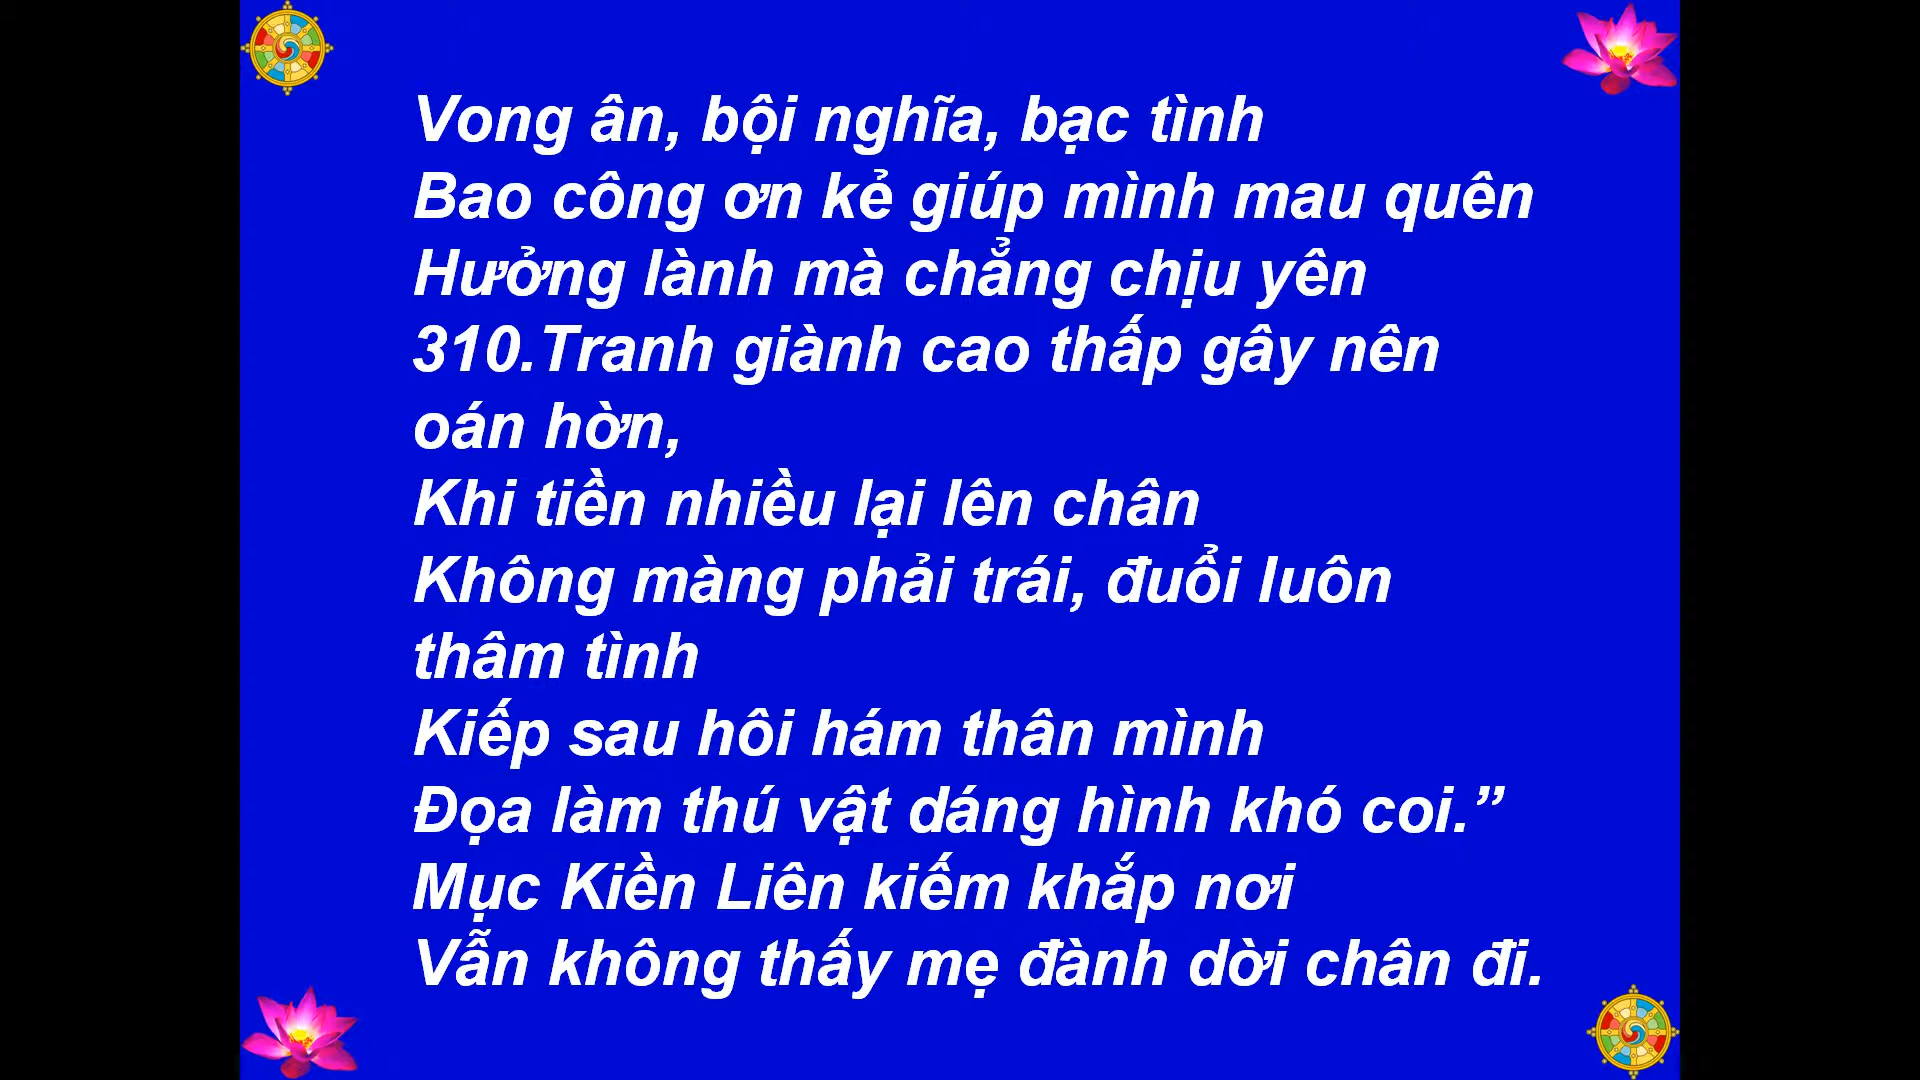 Vong ân, bội nghĩa, bạc tình
Bao công ơn kẻ giúp mình mau quên
Hưởng lành mà chẳng chịu yên
310.Tranh giành cao thấp gây nên
oán hờn,
Khi tiền nhiều lại lên chân
Không màng phải trái, đuổi luôn
thâm tình
Kiếp sau hôi hám thân mình
Đọa làm thú vật dáng hình khó coi.”
Mục Kiền Liên kiếm khắp nơi
Vẫn không thấy mẹ đành dời chân đi.